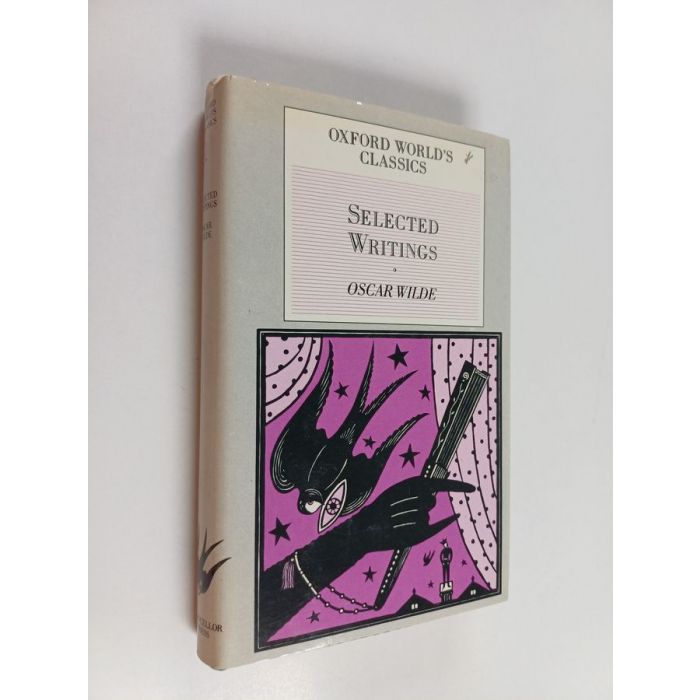 OXFORD WORLD'S
CLASSICS
SELECTED
WRITINGS
OSCAR WILDE